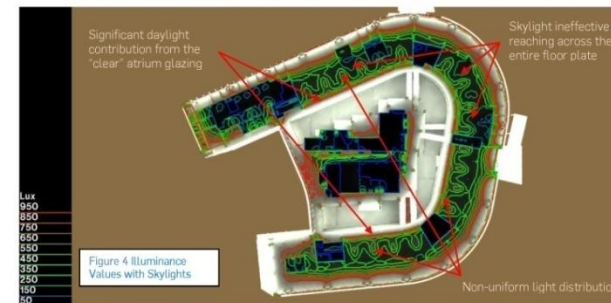 Significant daylight
contribution from the
"clear" atrium glazing
Skylight ineffective
reaching across the
entire floor plate
Lux
950
850
750
650
550
450
350
250
150
50
Figure 4 Illuminance
Values with Skylights
Non-uniform light distribution